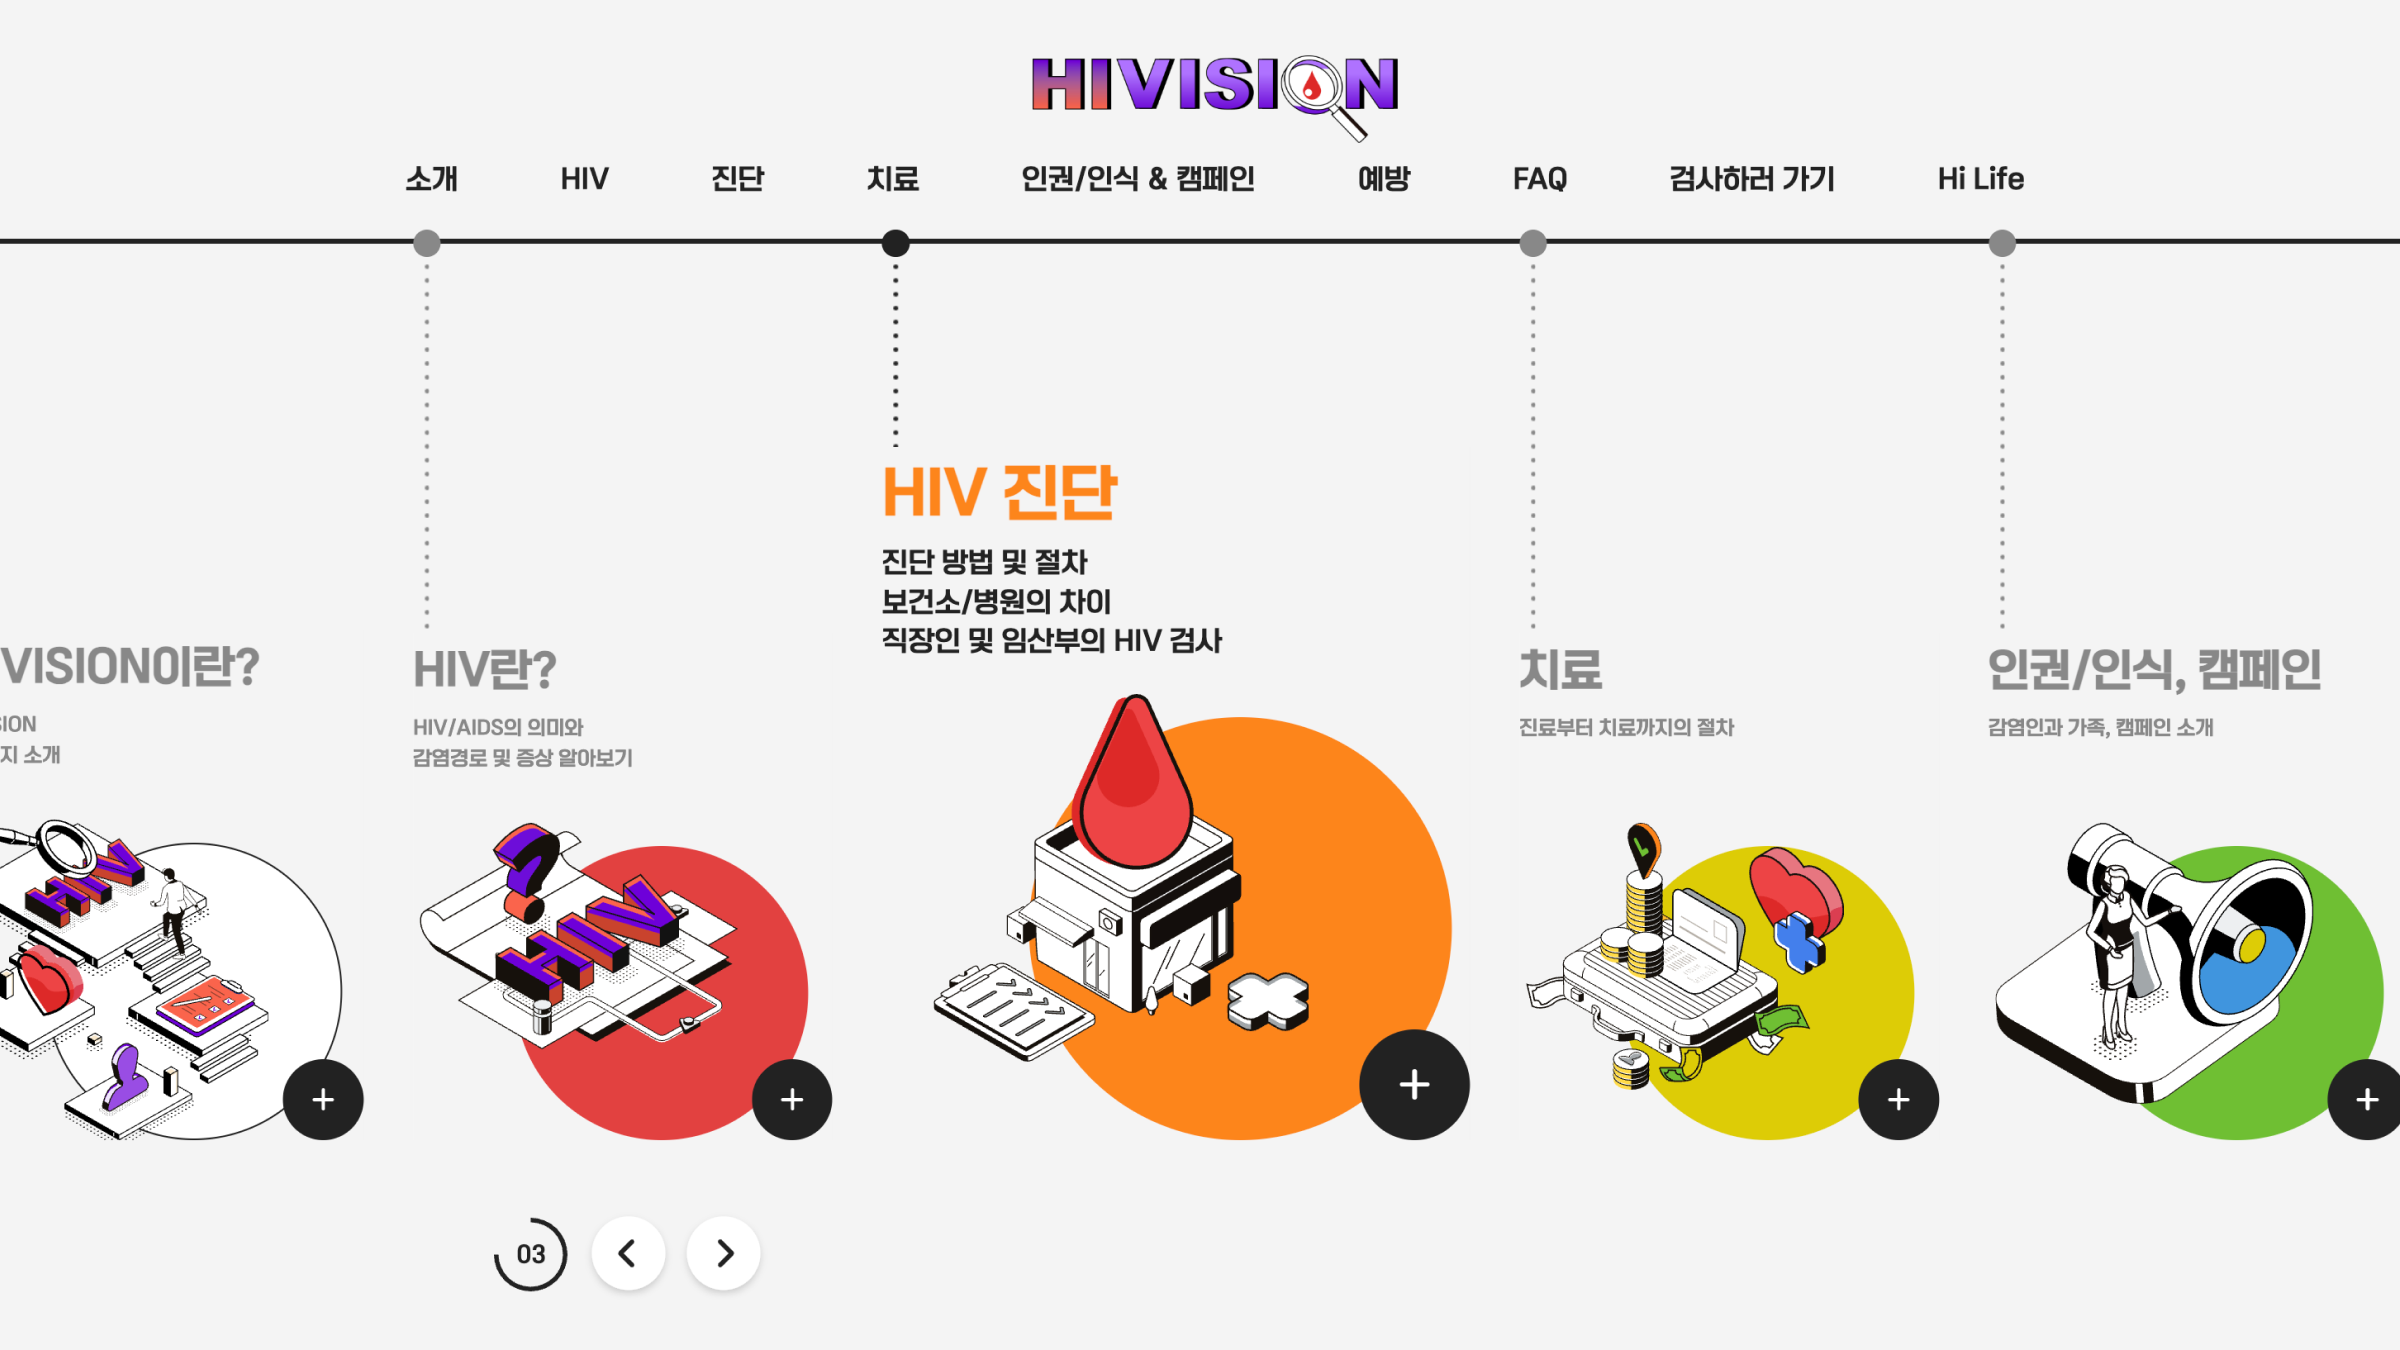 HIVISION
소개 HIV 진단 치료 인권/인식 & 캠페인 예방 FAQ 검사하러 가기 Hi Life
VISION이란?
SION
지 소개
HIV
HIV란?
HIV/AIDS의 의미와
감염경로 및 증상 알아보기
?
HIV
HIV 진단
진단 방법 및 절차
보건소/병원의 차이
직장인 및 임산부의 HIV 검사
치료
진료부터 치료까지의 절차
인권/인식, 캠페인
감염인과 가족, 캠페인 소개
03